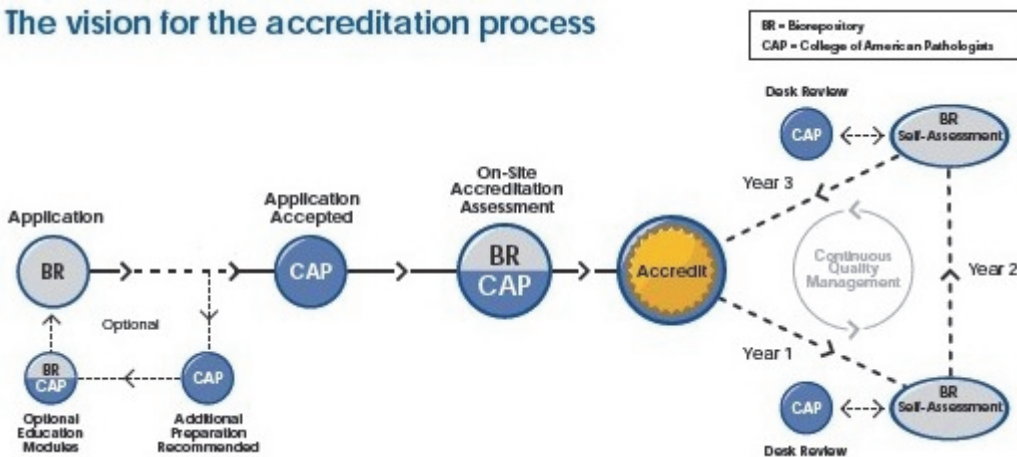 The vision for the accreditation process
BR = Biorepository
CAP = College of American Pathologists
Application
BR
Optional
BR
CAP
Optional
Education
Modules
CAP
Additional
Preparation
Recommended
Application
Accepted
CAP
On-Site
Accreditation
Assessment
BR
CAP
Accredit
Desk Review
CAP
BR
Self-Assessment
Year 3
Continuous
Quality
Management
Year 2
Year 1
CAP
Desk Review
BR
Self-Assessment